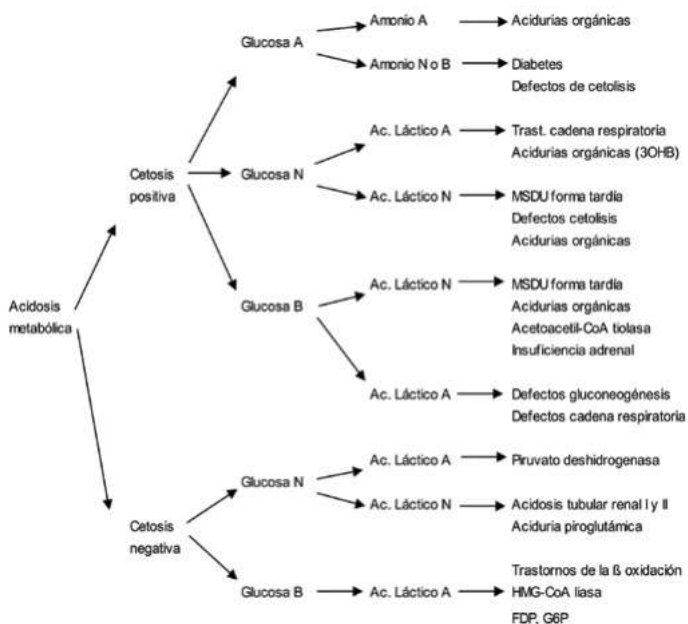 Amonio A
Acidurias orgánicas
Glucosa A
Amonio N o B
Diabetes
Defectos de cetolisis
Ac. Láctico A
Trast. cadena respiratoria
Acidurias orgánicas (3OHB)
Cetosis
positiva
Glucosa N
Ac. Láctico N
MSDU forma tardía
Defectos cetolisis
Acidurias orgánicas
Ac. Láctico N
MSDU forma tardía
Acidurias orgánicas
Acetoacetil-CoA tiolasa
Insuficiencia adrenal
Glucosa B
Acidosis
metabólica
Ac. Láctico A
Defectos gluconeogénesis
Defectos cadena respiratoria
Ac. Láctico A
Piruvato deshidrogenasa
Glucosa N
Ac. Láctico N
Acidosis tubular renal I y II
Aciduria piroglutámica
Cetosis
negativa
Trastornos de la ß oxidación
Glucosa B
Ac. Láctico A
HMG-CoA liasa
FDP, G6P